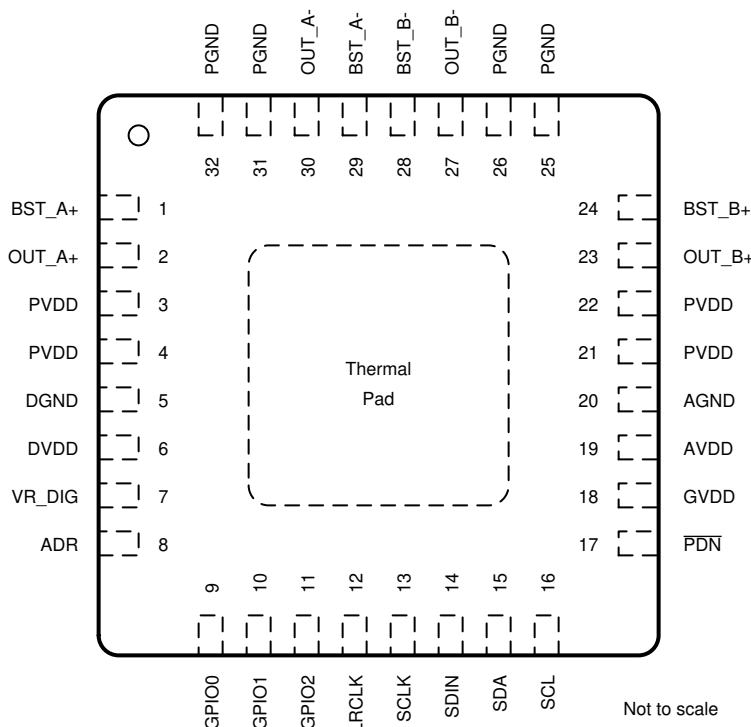 PGND
PGND
OUT_A-
BST_A-
BST_B-
OUT_B-
PGND
PGND
32
31
30
29
28
27
26
25
BST_A+ 1
OUT_A+ 2
PVDD 3
PVDD 4
DGND 5
DVDD 6
VR_DIG 7
ADR 8
Thermal
Pad
24 BST_B+
23 OUT_B+
22 PVDD
21 PVDD
20 AGND
19 AVDD
18 GVDD
17 PDN
9
10
11
12
13
14
15
16
GPIO0
GPIO1
GPIO2
LRCLK
SCLK
SDIN
SDA
SCL
Not to scale